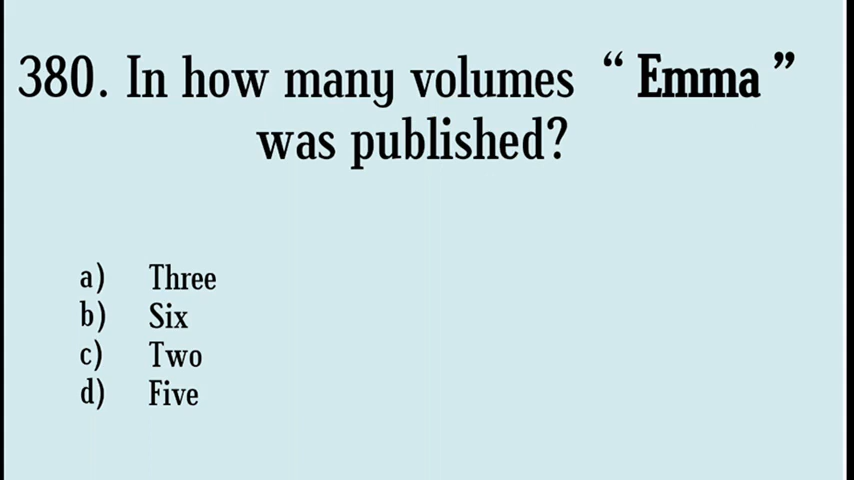 380. In how many volumes “ Emma ”
was published?
a) Three
b) Six
c) Two
d) Five